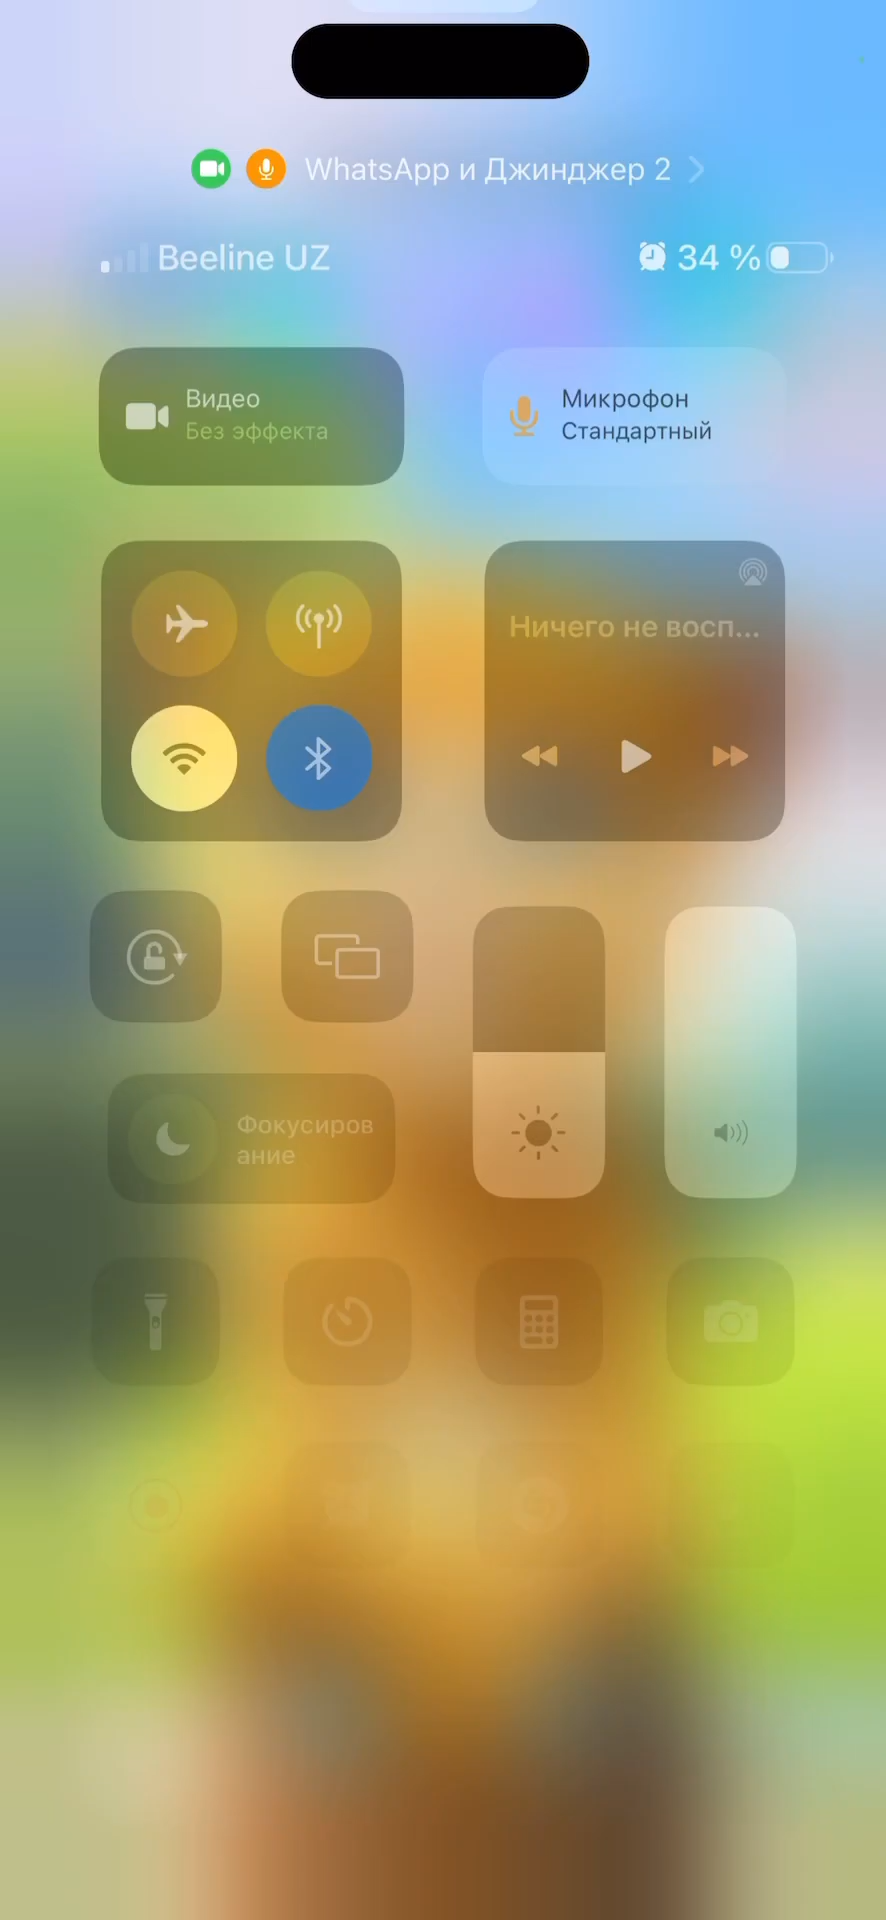 WhatsApp и Джинджер 2
Beeline UZ 34 %
Видео
Без эффекта
Микрофон
Стандартный
Ничего не восп...
Фокусиров
ание